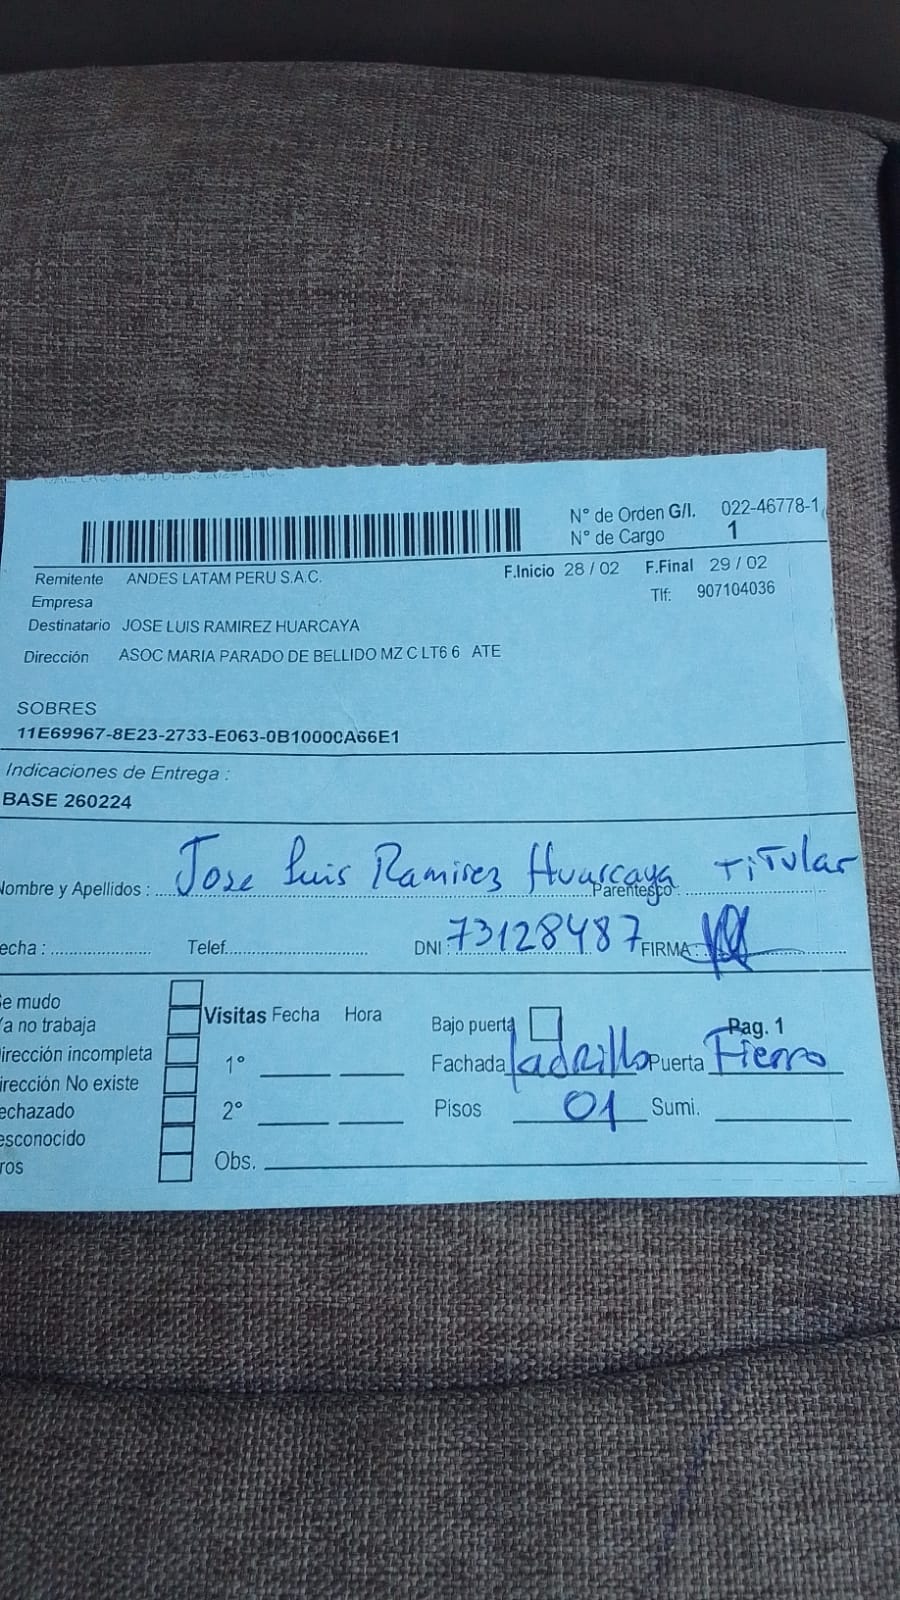 N° de Orden G/I. 022-46778-1
N° de Cargo 1
Remitente ANDES LATAM PERU S.A.C. F.Inicio 28 / 02 F.Final 29 / 02
Empresa Tlf: 907104036
Destinatario JOSE LUIS RAMIREZ HUARCAYA
Dirección ASOC MARIA PARADO DE BELLIDO MZ C LT6 6 ATE
SOBRES
11E69967-8E23-2733-E063-0B1000CA66E1
Indicaciones de Entrega :
BASE 260224
Nombre y Apellidos : Jose Luis Ramirez Huarcaya Parentesco TiTular
echa : Telef. DNI : 73128487 FIRMA
Se mudo
Ya no trabaja Visitas Fecha Hora Bajo puerta Pag. 1
irección incompleta 1° Fachada ladrillo Puerta Fierro
irección No existe
echazado 2° Pisos 01 Sumi.
esconocido
ros Obs.